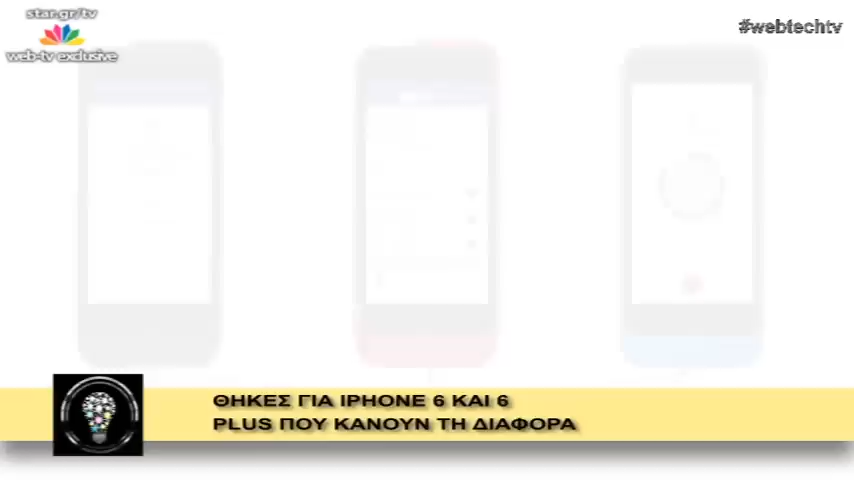 star.gr/tv
web-tv exclusive
#webtechtv
ΘΗΚΕΣ ΓΙΑ IPHONE 6 ΚΑΙ 6
PLUS ΠΟΥ ΚΑΝΟΥΝ ΤΗ ΔΙΑΦΟΡΑ